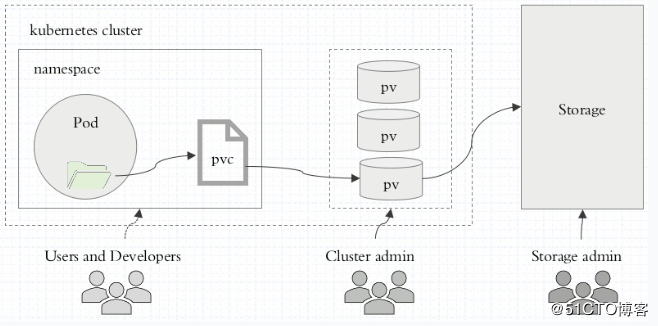 kubernetes cluster
namespace
Pod
pvc
pv
pv
pv
Storage
Users and Developers
Cluster admin
Storage admin
@51CTO博客